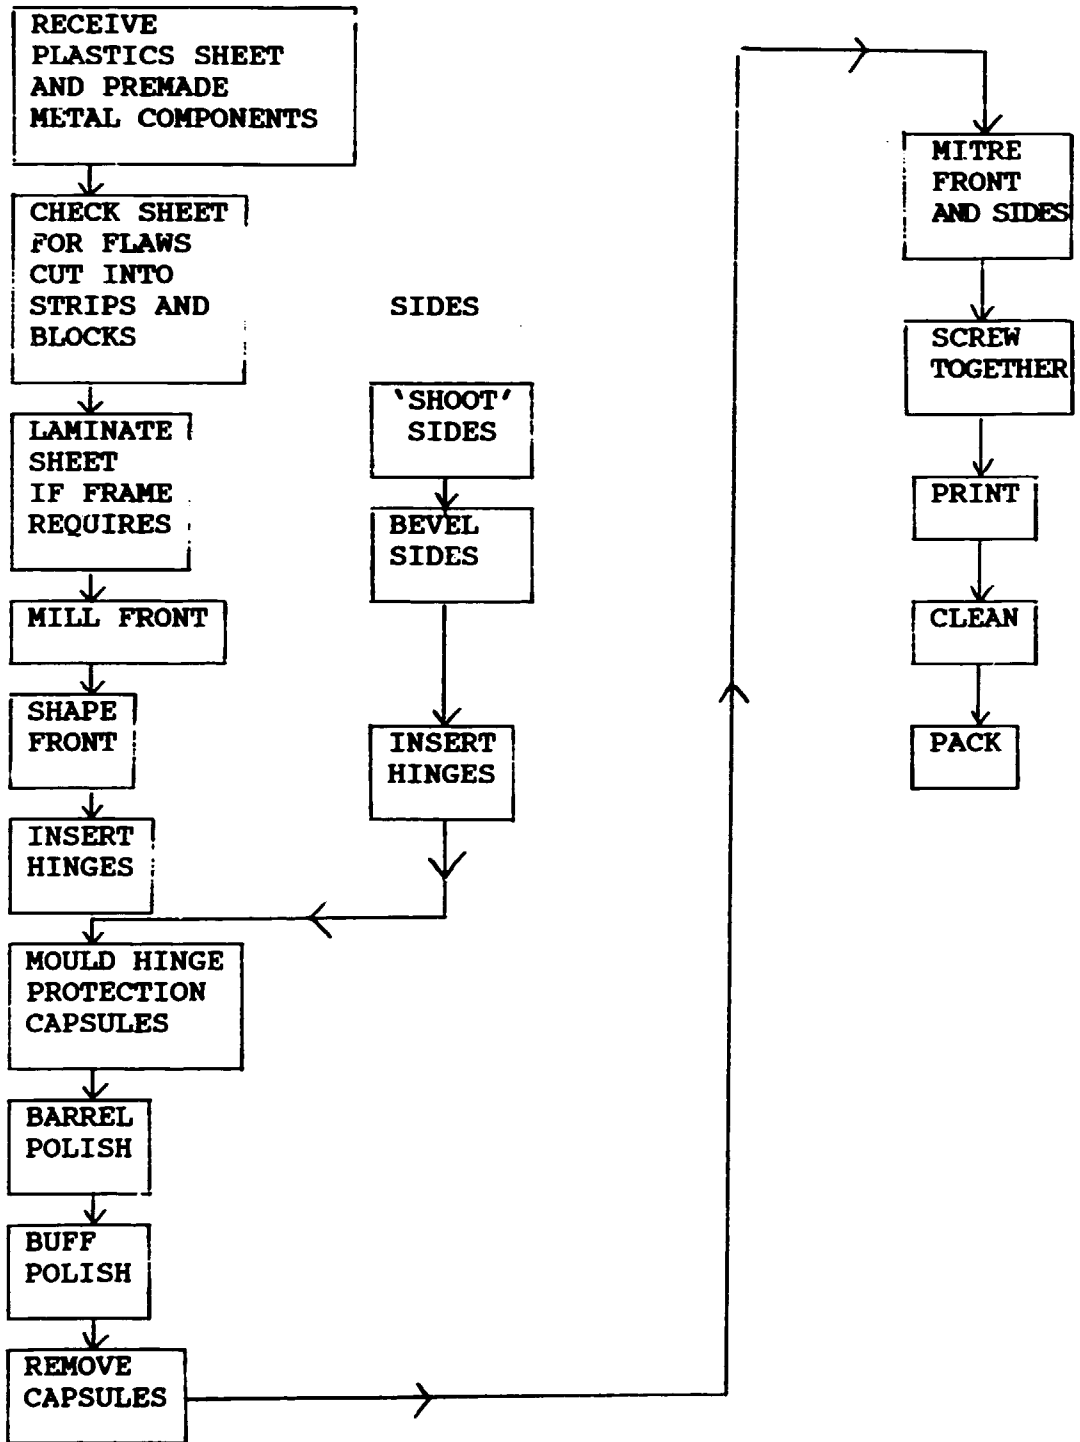 RECEIVE
PLASTICS SHEET
AND PREMADE
METAL COMPONENTS
CHECK SHEET
FOR FLAWS
CUT INTO
STRIPS AND
BLOCKS
LAMINATE
SHEET
IF FRAME
REQUIRES
MILL FRONT
SHAPE
FRONT
INSERT
HINGES
SIDES
'SHOOT'
SIDES
BEVEL
SIDES
INSERT
HINGES
MOULD HINGE
PROTECTION
CAPSULES
BARREL
POLISH
BUFF
POLISH
REMOVE
CAPSULES
MITRE
FRONT
AND SIDES
SCREW
TOGETHER
PRINT
CLEAN
PACK